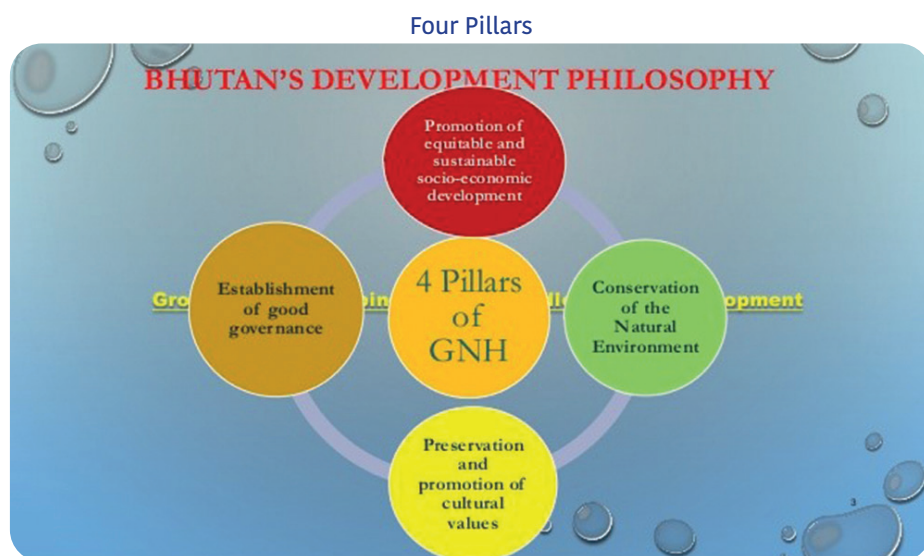 Four Pillars
BHUTAN'S DEVELOPMENT PHILOSOPHY
Promotion of
equitable and
sustainable
socio-economic
development
Establishment
of good
governance
4 Pillars
of
GNH
Conservation
of the
Natural
Environment
Preservation
and
promotion of
cultural
values
3